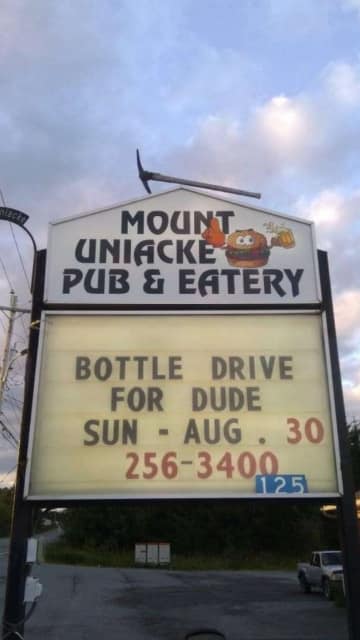 MOUNT
UNIACKE
PUB & EATERY
BOTTLE DRIVE
FOR DUDE
SUN - AUG. 30
256-3400
125